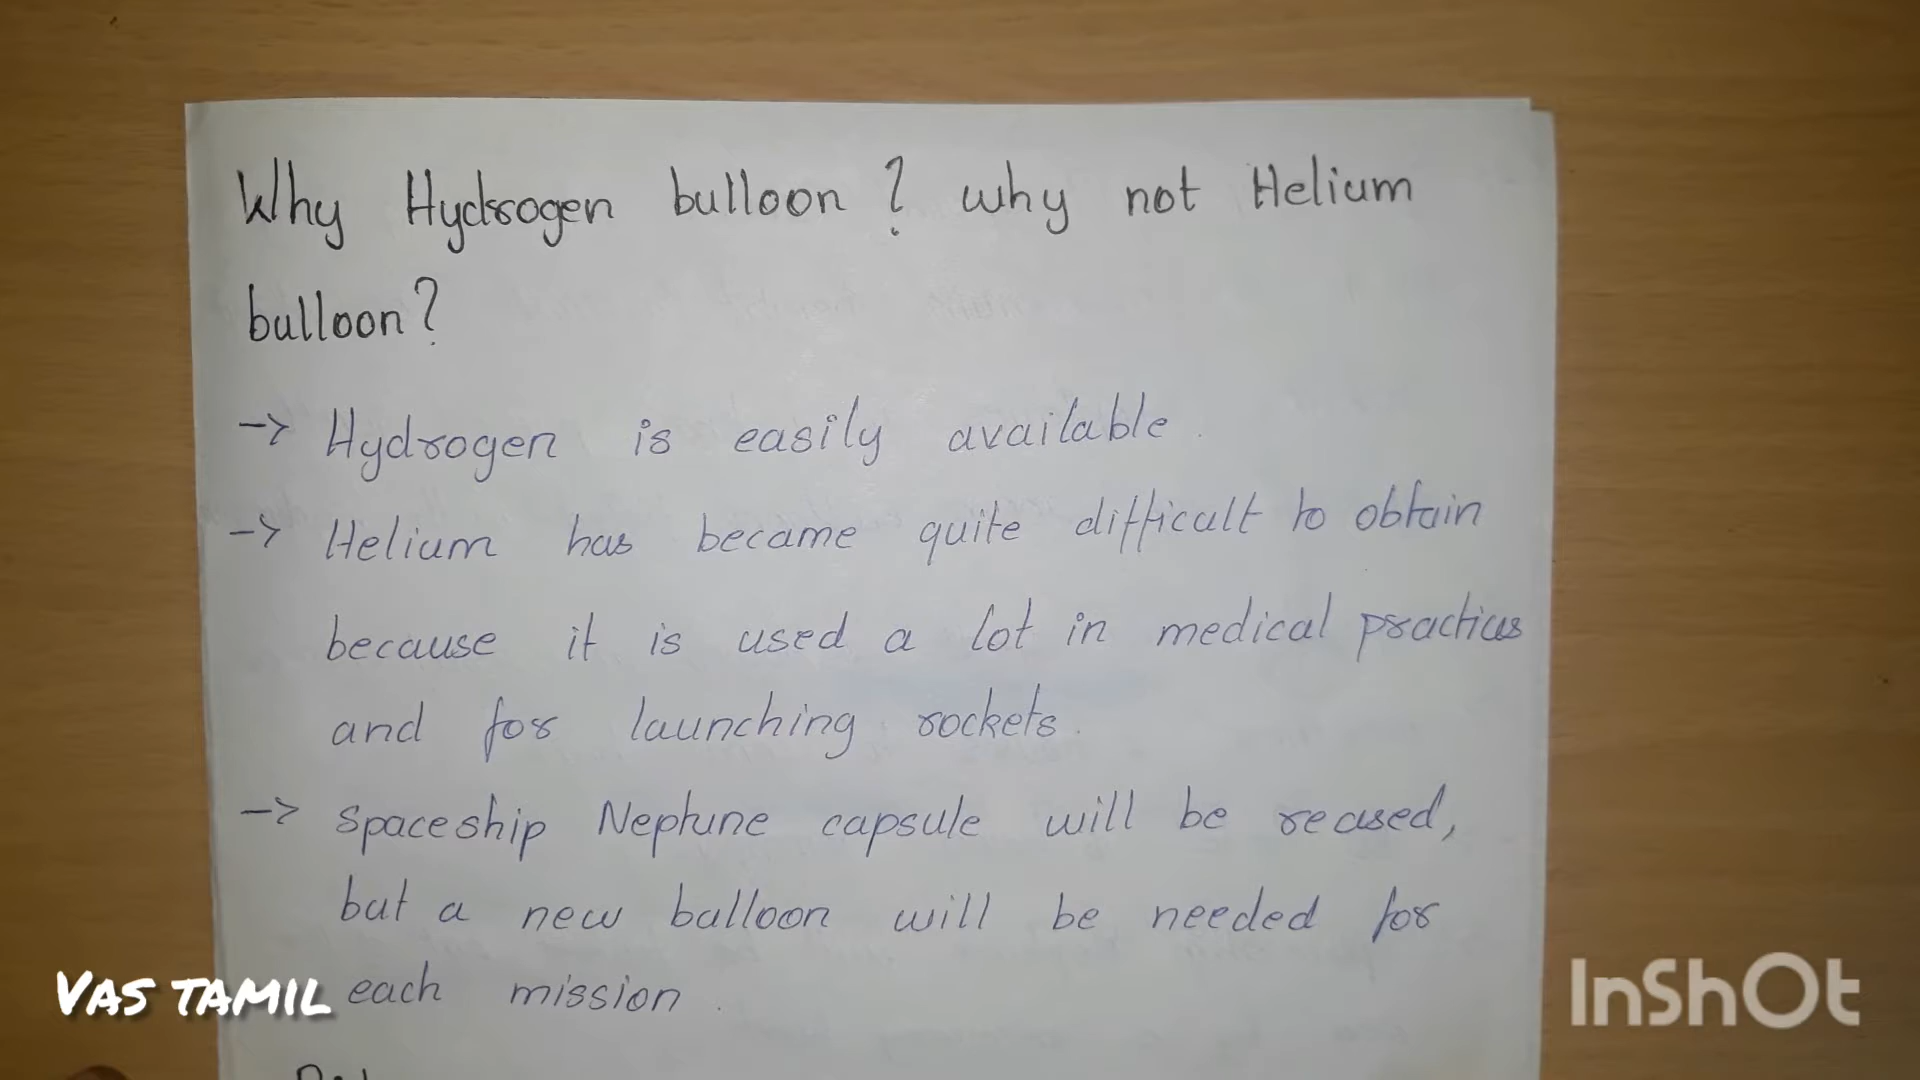 Why Hydrogen bulloon? why not Helium
bulloon?
-> Hydrogen is easily available.
-> Helium has became quite difficult to obtain
because it is used a lot in medical practices
and for launching rockets.
-> Spaceship Neptune capsule will be reused,
but a new balloon will be needed for
each mission.
VAS TAMIL
InShOt